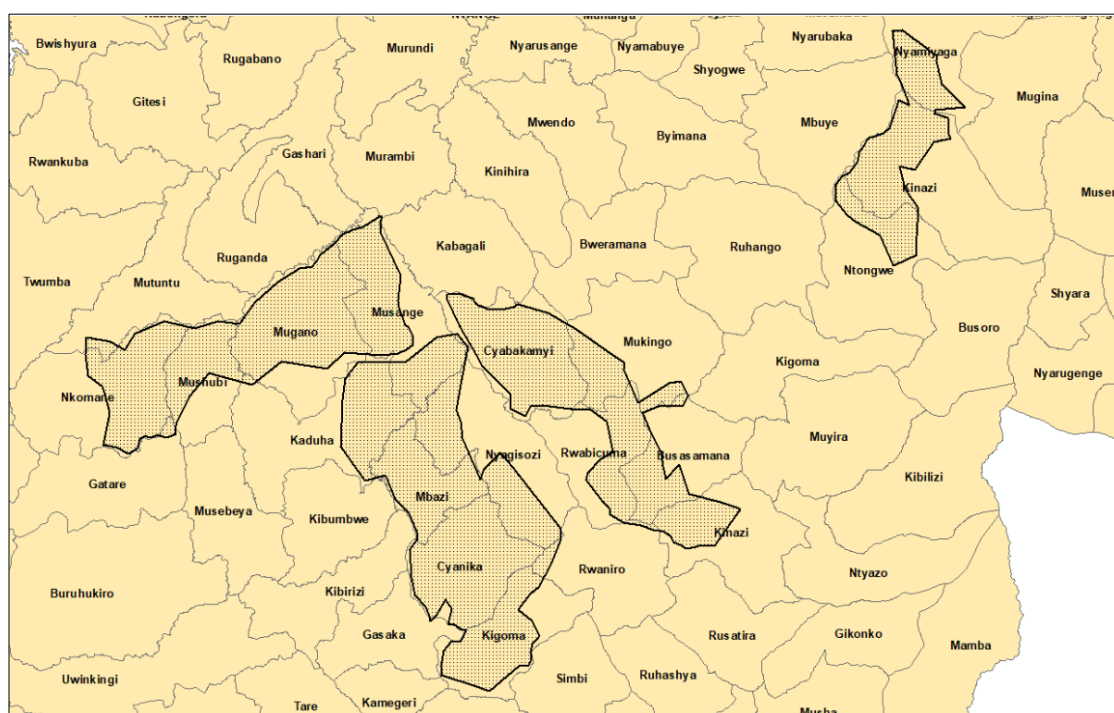 Murundi
Nyarusange
Nyamabuye
Nyarubaka
Bwishyura
Rugabano
Nyamiyaga
Shyogwe
Gitesi
Mugina
Mwendo
Mbuye
Byimana
Gashari
Murambi
Rwankuba
Kinihira
Kinazi
Kabagali
Bweramana
Ruhango
Ruganda
Ntongwe
Twumba
Mutuntu
Shyara
Musange
Mugano
Busoro
Cyabakamyi
Mukingo
Kigoma
Nyarugenge
Mushubi
Nkomane
Kaduha
Muyira
Nyagisozi
Rwabicuma
Busasamana
Kibilizi
Gatare
Mbazi
Musebeya
Kibumbwe
Kinazi
Cyanika
Rwaniro
Ntyazo
Kibirizi
Buruhukiro
Gasaka
Kigoma
Rusatira
Gikonko
Mamba
Uwinkingi
Simbi
Ruhashya
Kamegeri
Tare
Musha